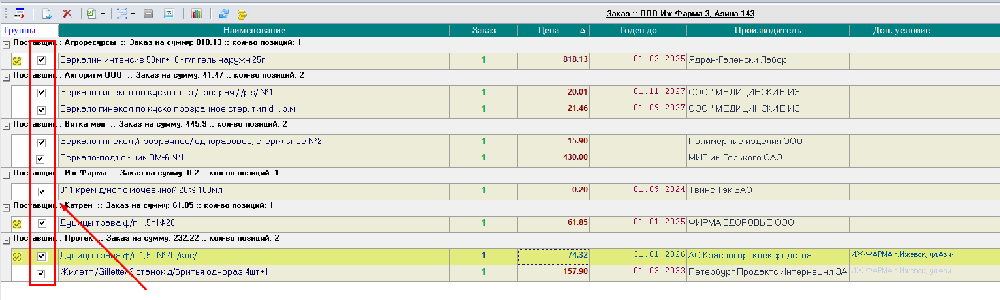 Заказ :: ООО Иж-Фарма 3, Азина 143
Группы Наименование Заказ Цена Годен до Производитель Доп. условие
Поставщик : Агроресурсы :: Заказ на сумму: 818.13 :: кол-во позиций: 1
Зеркалин интенсив 50мг+10мг/г гель наружн 25г 1 818.13 01.02.2025 Ядран-Галенски Лабор
Поставщик : Алгоритм ООО :: Заказ на сумму: 41.47 :: кол-во позиций: 2
Зеркало гинекол по куско стер /прозрач./ /p.s/ №1 1 20.01 01.11.2027 ООО " МЕДИЦИНСКИЕ ИЗ
Зеркало гинекол по куско прозрачное,стер. тип d1, р.м 1 21.46 01.09.2027 ООО " МЕДИЦИНСКИЕ ИЗ
Поставщик : Вятка мед :: Заказ на сумму: 445.9 :: кол-во позиций: 2
Зеркало гинекол /прозрачное/ одноразовое, стерильное №2 1 15.90 Полимерные изделия ООО
Зеркало-подъемник ЗМ-6 №1 1 430.00 МИЗ им.Горького ОАО
Поставщик : Иж-Фарма :: Заказ на сумму: 0.2 :: кол-во позиций: 1
911 крем д/ног с мочевиной 20% 100мл 1 0.20 01.09.2024 Твинс Тэк ЗАО
Поставщик : Катрен :: Заказ на сумму: 61.85 :: кол-во позиций: 1
Душицы трава ф/п 1,5г №20 1 61.85 01.01.2025 ФИРМА ЗДОРОВЬЕ ООО
Поставщик : Протек :: Заказ на сумму: 232.22 :: кол-во позиций: 2
Душицы трава ф/п 1,5г №20 /клс/ 1 74.32 31.01.2026 АО Красногорсклексредства ИЖ-ФАРМА г.Ижевск, ул.Ази
Жилетт /Gillette/ 2 станок д/бритья однораз 4шт+1 1 157.90 01.03.2033 Петербург Продактс Интернешнл ЗА ИЖ-ФАРМА г.Ижевск, ул.Ази